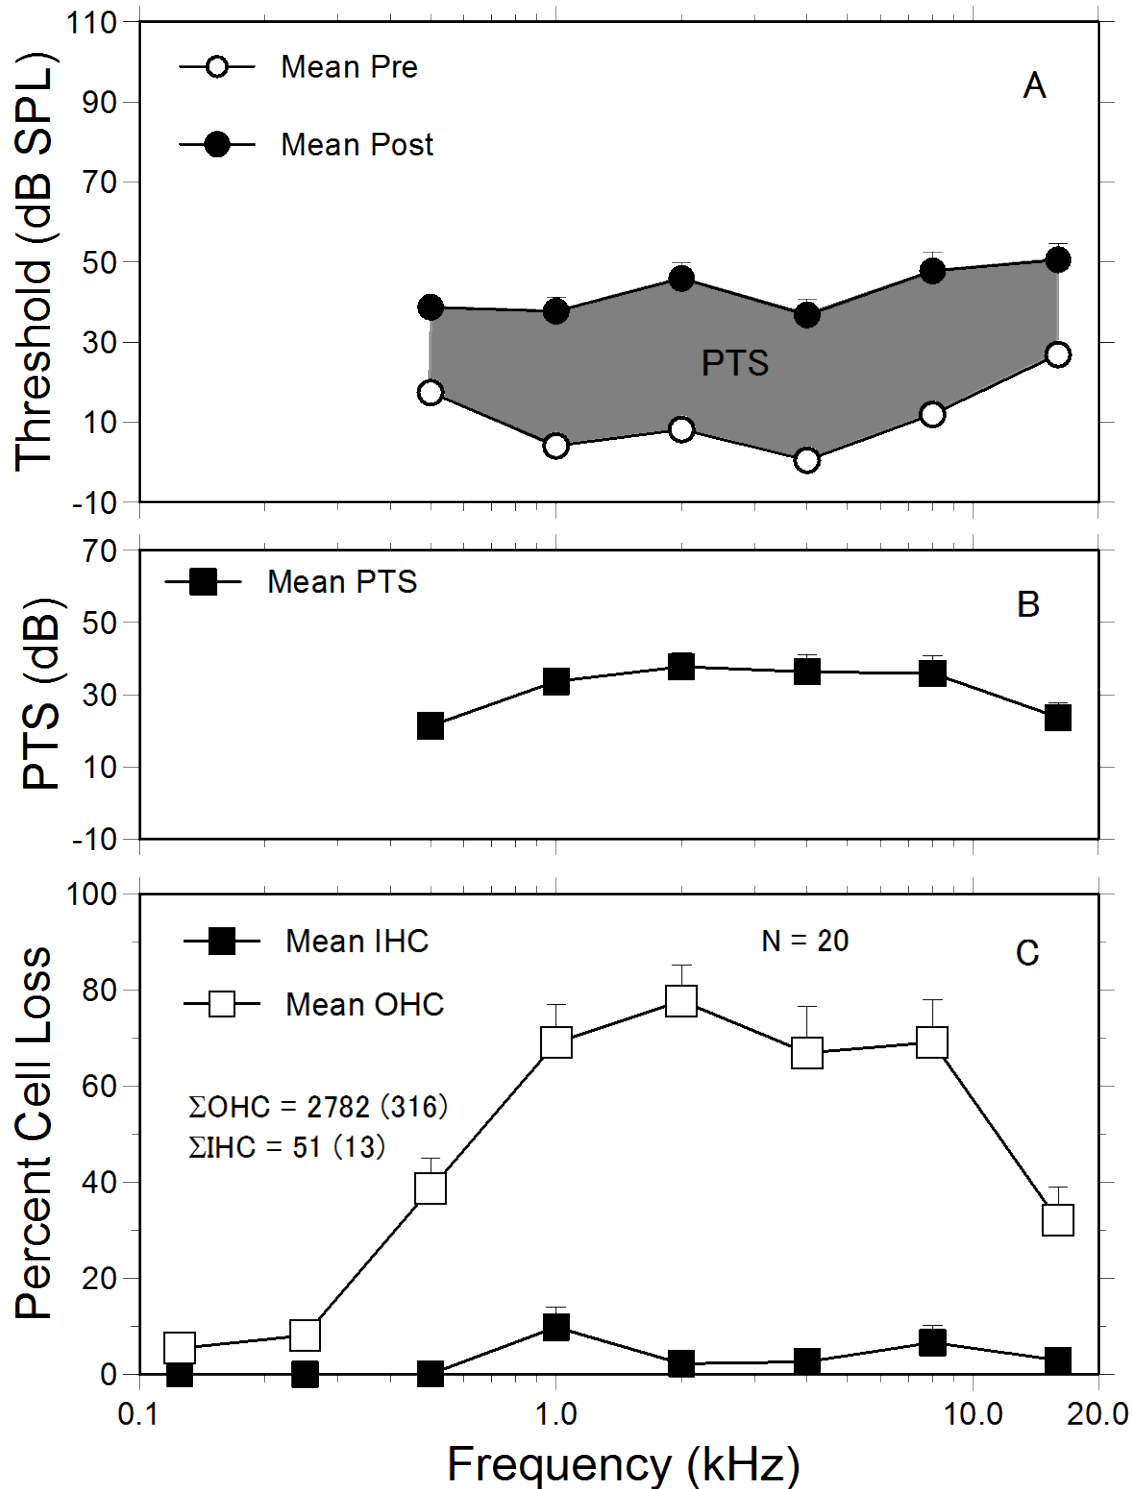 110
90
70
50
30
10
-10
Threshold (dB SPL)
Mean Pre
Mean Post
A
PTS
70
50
30
10
-10
PTS (dB)
Mean PTS
B
100
80
60
40
20
0
Percent Cell Loss
Mean IHC
Mean OHC
N = 20
C
ΣOHC = 2782 (316)
ΣIHC = 51 (13)
0.1 1.0 10.0 20.0
Frequency (kHz)